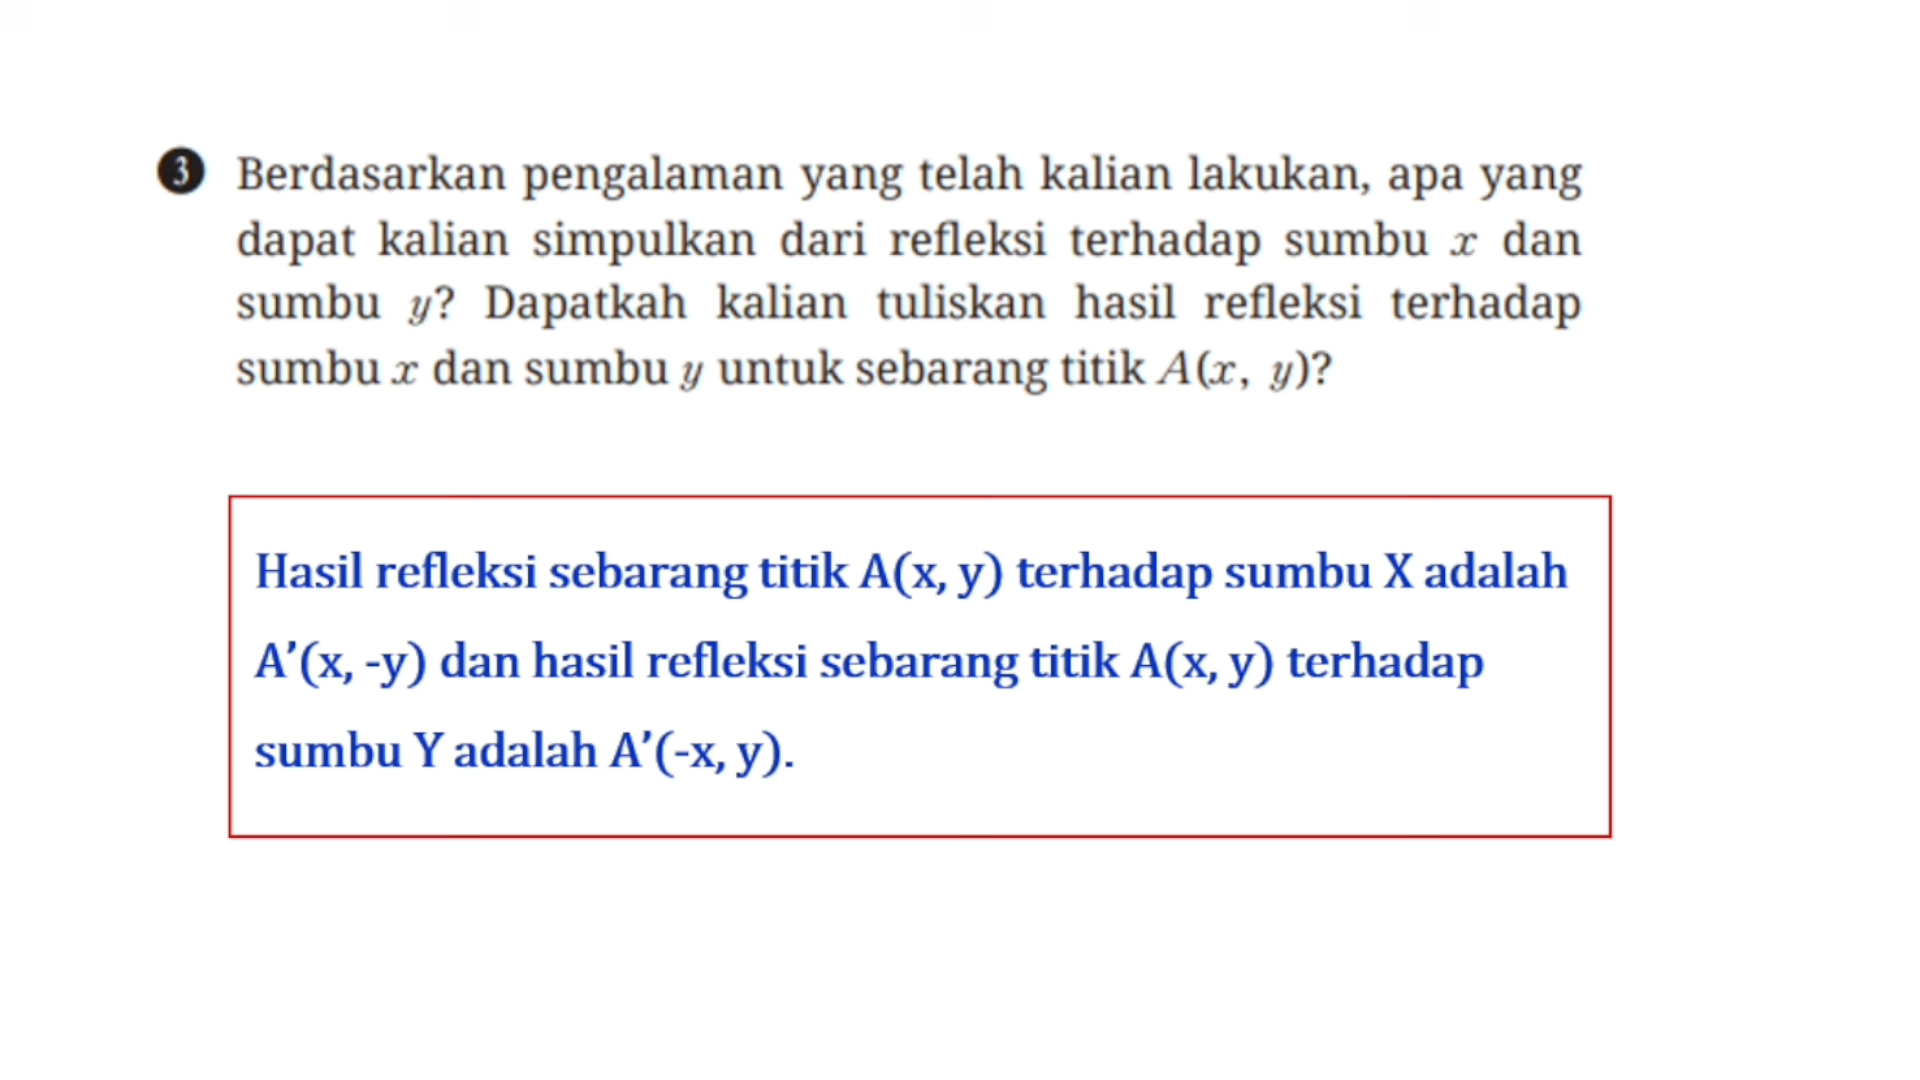 3 Berdasarkan pengalaman yang telah kalian lakukan, apa yang
dapat kalian simpulkan dari refleksi terhadap sumbu x dan
sumbu y? Dapatkah kalian tuliskan hasil refleksi terhadap
sumbu x dan sumbu y untuk sebarang titik A(x, y)?
Hasil refleksi sebarang titik A(x, y) terhadap sumbu X adalah
A’(x, -y) dan hasil refleksi sebarang titik A(x, y) terhadap
sumbu Y adalah A’(-x, y).